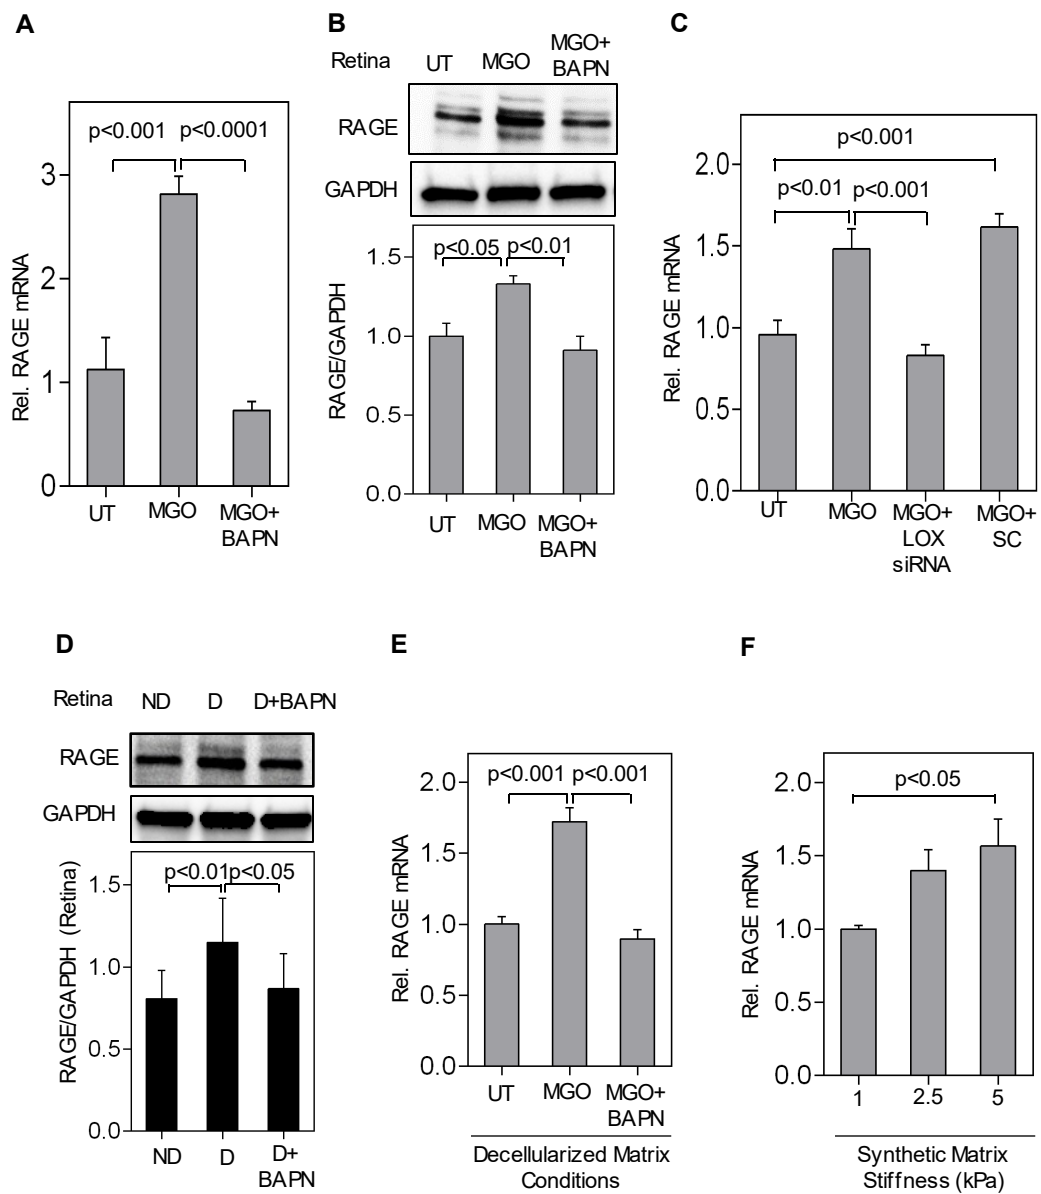 A
p<0.001 p<0.0001
Rel. RAGE mRNA
3
2
1
0
UT MGO MGO+
BAPN
B
Retina UT MGO MGO+
BAPN
RAGE
GAPDH
p<0.05 p<0.01
RAGE/GAPDH
1.5
1.0
0.5
0.0
UT MGO MGO+
BAPN
C
p<0.001
p<0.01 p<0.001
Rel. RAGE mRNA
2.0
1.5
1.0
0.5
0.0
UT MGO MGO+ MGO+
LOX SC
siRNA
D
Retina ND D D+BAPN
RAGE
GAPDH
p<0.01 p<0.05
RAGE/GAPDH (Retina)
1.5
1.0
0.5
0.0
ND D D+
BAPN
E
p<0.001 p<0.001
Rel. RAGE mRNA
2.0
1.5
1.0
0.5
0.0
UT MGO MGO+
BAPN
Decellularized Matrix
Conditions
F
p<0.05
Rel. RAGE mRNA
2.0
1.5
1.0
0.5
0.0
1 2.5 5
Synthetic Matrix
Stiffness (kPa)